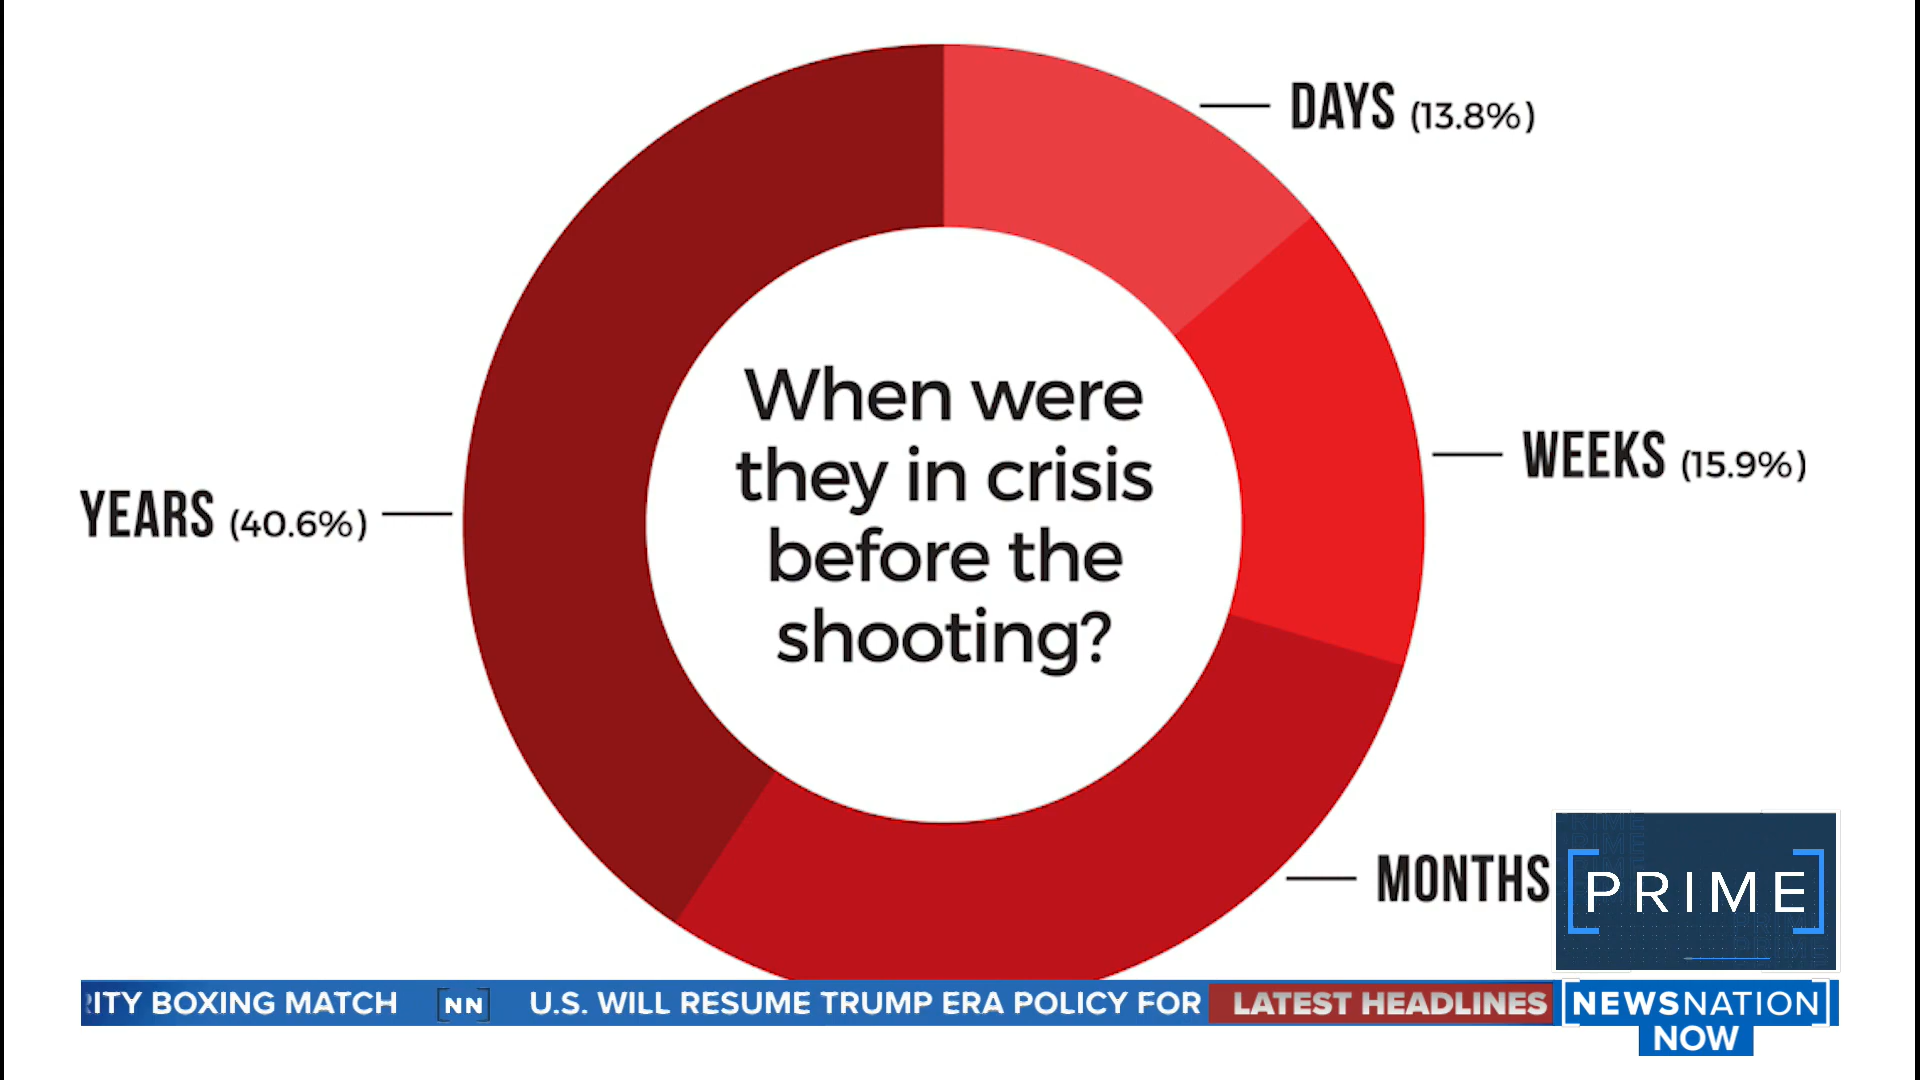 DAYS (13.8%)
WEEKS (15.9%)
When were
they in crisis
before the
shooting?
YEARS (40.6%)
MONTHS
[PRIME]
BOXING MATCH [NN] U.S. WILL RESUME TRUMP ERA POLICY FOR
LATEST HEADLINES
[NEWSNATION]
NOW